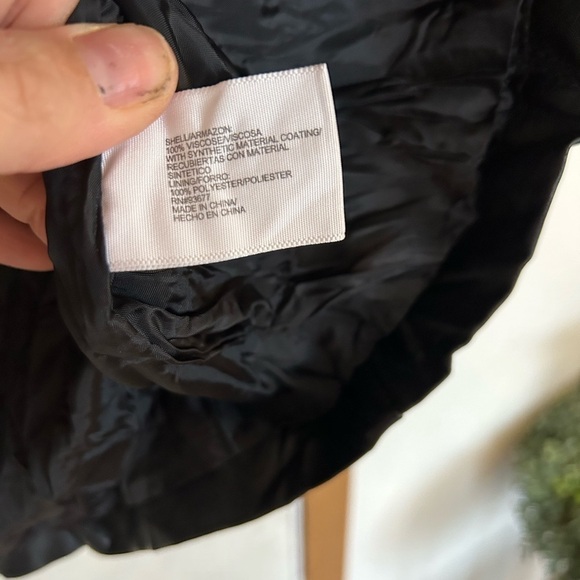 SHELL/ARMAZON:
100% VISCOSE/VISCOSA
WITH SYNTHETIC MATERIAL COATING/
RECUBIERTAS CON MATERIAL
SINTETICO
LINING/FORRO:
100% POLYESTER/POLIESTER
RN#93677
MADE IN CHINA/
HECHO EN CHINA